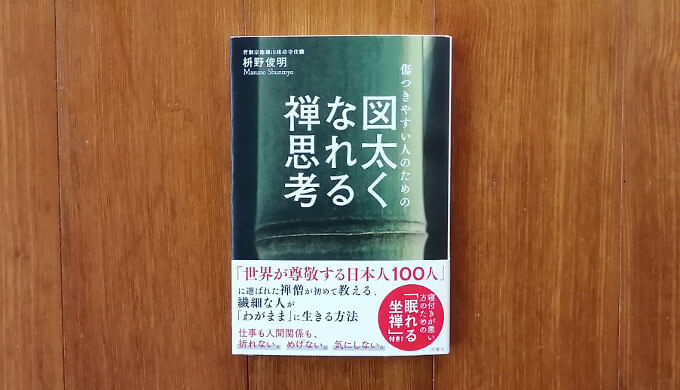 曹洞宗徳雄山建功寺住職
枡野俊明
Masuno Shunmyo
傷つきやすい人のための
図太く
なれる
禅思考
「世界が尊敬する日本人100人」
に選ばれた禅僧が初めて教える、
繊細な人が
「わがまま」に生きる方法
仕事も人間関係も、
折れない。めげない。気にしない。
寝付きが悪い
方のための
「眠れる
坐禅」
付き!
文響社